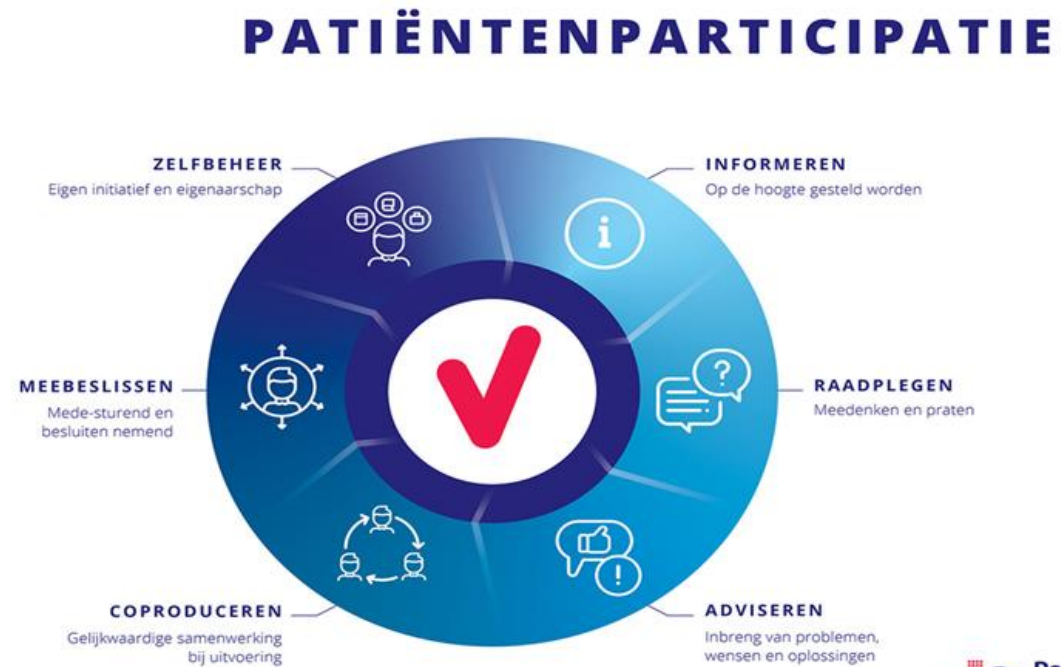 PATIËNTENPARTICIPATIE
ZELFBEHEER
Eigen initiatief en eigenaarschap
INFORMEREN
Op de hoogte gesteld worden
MEEBESLISSEN
Mede-sturend en
besluiten nemend
RAADPLEGEN
Meedenken en praten
COPRODUCEREN
Gelijkwaardige samenwerking
bij uitvoering
ADVISEREN
Inbreng van problemen,
wensen en oplossingen